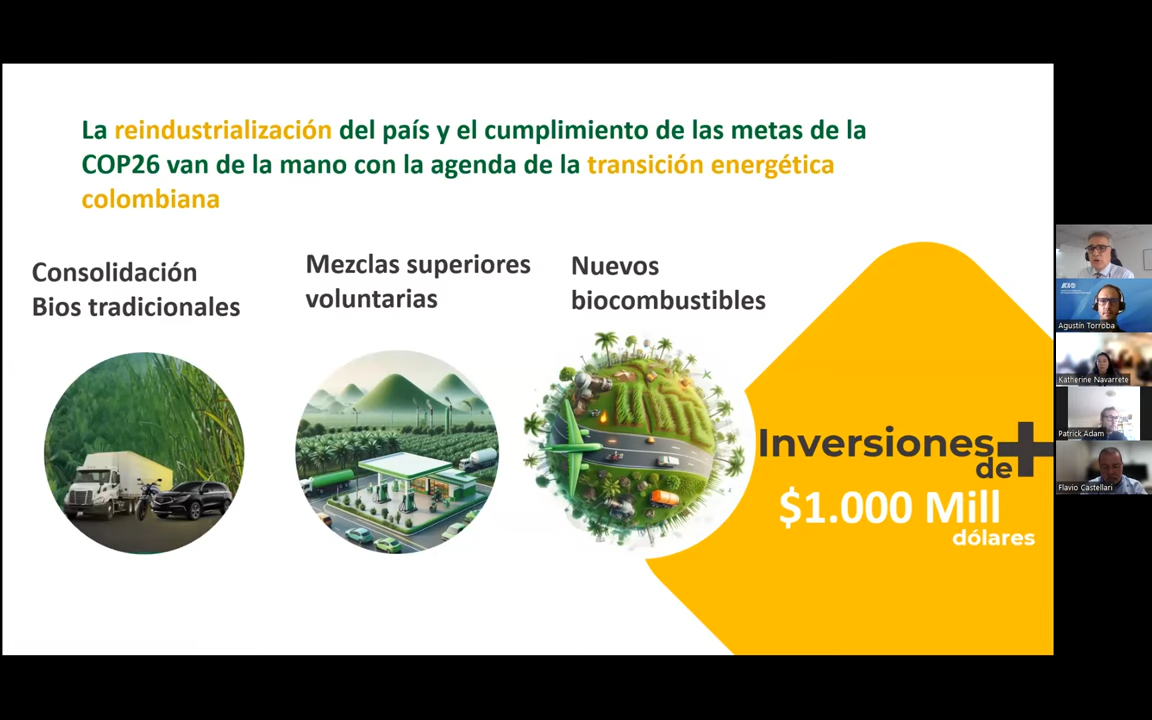 La reindustrialización del país y el cumplimiento de las metas de la
COP26 van de la mano con la agenda de la transición energética
colombiana
Consolidación
Bios tradicionales
Mezclas superiores
voluntarias
Nuevos
biocombustibles
Inversiones
de +
$1.000 Mill
dólares
Agustín Torroba
Katherine Navarrete
Patrick Adam
Flavio Castellari